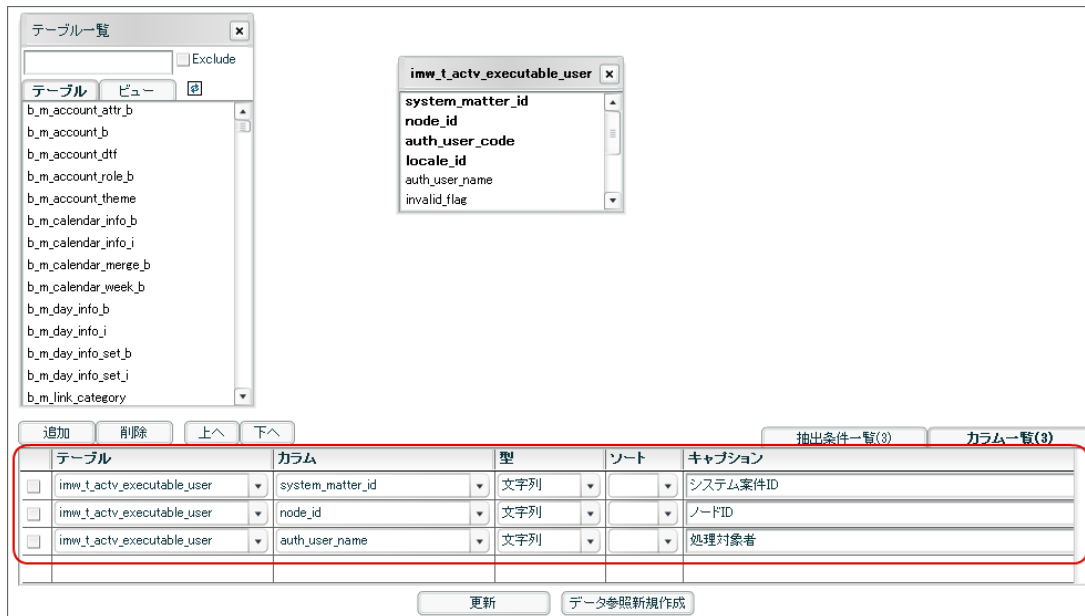 テーブル一覧
Exclude
テーブル ビュー
b_m_account_attr_b
b_m_account_b
b_m_account_dtf
b_m_account_role_b
b_m_account_theme
b_m_calendar_info_b
b_m_calendar_info_i
b_m_calendar_merge_b
b_m_calendar_week_b
b_m_day_info_b
b_m_day_info_i
b_m_day_info_set_b
b_m_day_info_set_i
b_m_link_category
imw_t_actv_executable_user
system_matter_id
node_id
auth_user_code
locale_id
auth_user_name
invalid_flag
追加 削除 上へ 下へ 抽出条件一覧(3) カラム一覧(3)
テーブル カラム 型 ソート キャプション
imw_t_actv_executable_user system_matter_id 文字列 システム案件ID
imw_t_actv_executable_user node_id 文字列 ノードID
imw_t_actv_executable_user auth_user_name 文字列 処理対象者
更新 データ参照新規作成